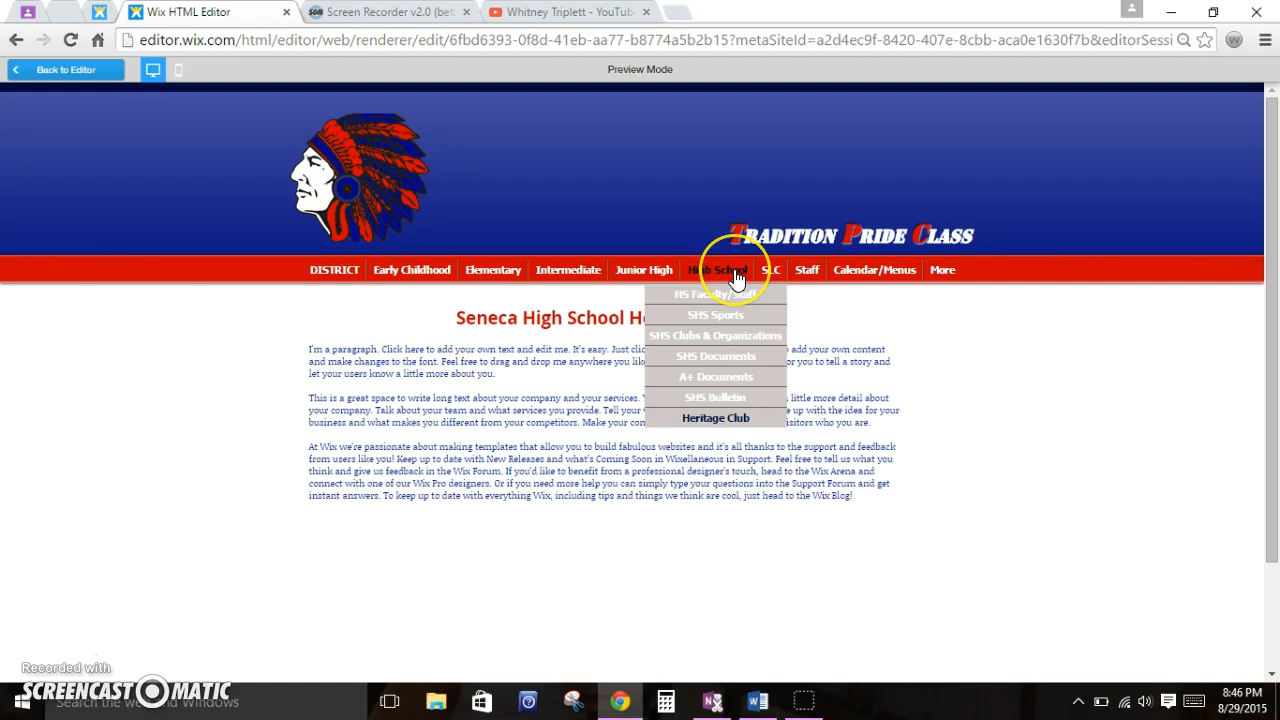 Wix HTML Editor
Screen Recorder v2.0 (bet
Whitney Triplett - YouTub
editor.wix.com/html/editor/web/renderer/edit/6fbd6393-0f8d-41eb-aa77-b8774a5b2b15?metaSiteId=a2d4ec9f-8420-407e-8cbb-aca0e1630f7b&editorSessi
Back to Editor
Preview Mode
TRADITION PRIDE CLASS
DISTRICT Early Childhood Elementary Intermediate Junior High High School SLC Staff Calendar/Menus More
HS Faculty/Staff
SHS Sports
SHS Clubs & Organizations
SHS Documents
A+ Documents
SHS Bulletin
Heritage Club
Seneca High School H
I'm a paragraph. Click here to add your own text and edit me. It's easy. Just clic add your own content
and make changes to the font. Feel free to drag and drop me anywhere you lik for you to tell a story and
let your users know a little more about you.
This is a great space to write long text about your company and your services. little more detail about
your company. Talk about your team and what services you provide. Tell your up with the idea for your
business and what makes you different from your competitors. Make your com visitors who you are.
At Wix we're passionate about making templates that allow you to build fabulous websites and it's all thanks to the support and feedback
from users like you! Keep up to date with New Releases and what's Coming Soon in Wixellaneous in Support. Feel free to tell us what you
think and give us feedback in the Wix Forum. If you'd like to benefit from a professional designer's touch, head to the Wix Arena and
connect with one of our Wix Pro designers. Or if you need more help you can simply type your questions into the Support Forum and get
instant answers. To keep up to date with everything Wix, including tips and things we think are cool, just head to the Wix Blog!
Recorded with
SCREENCAST-O-MATIC
Search the web and Windows
8:46 PM
8/29/2015